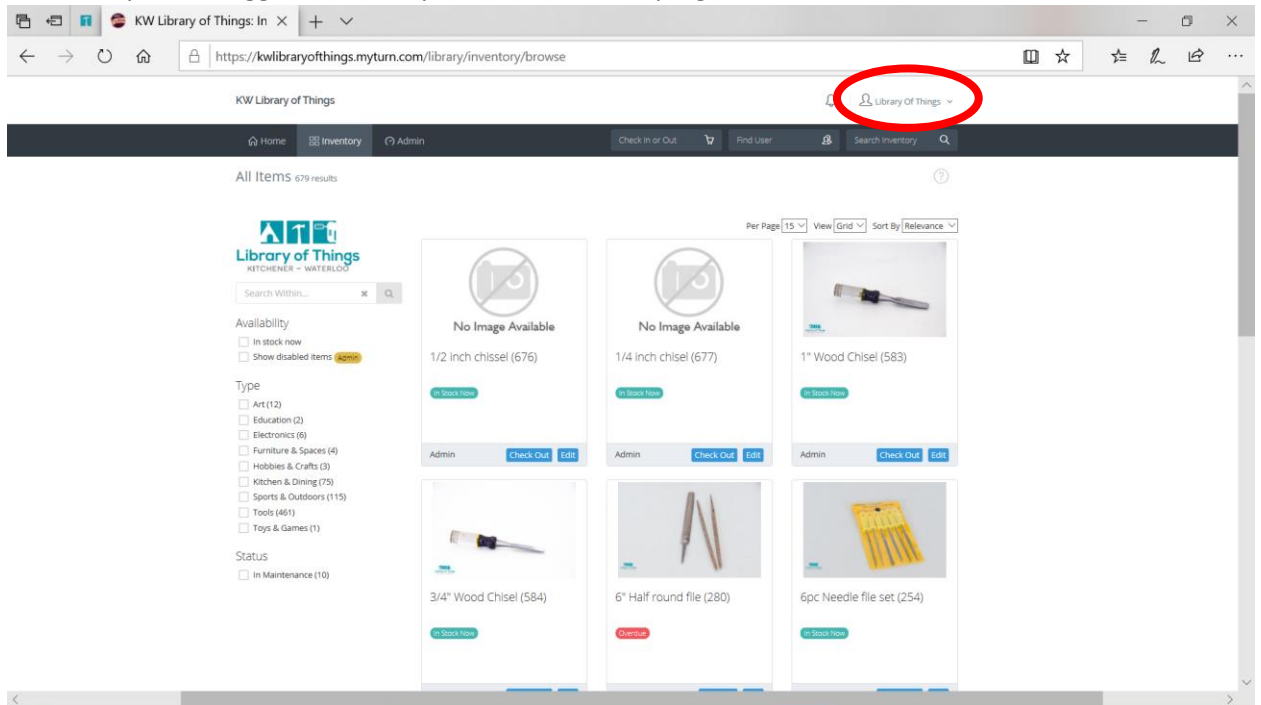 KW Library of Things: In
https://kwlibraryofthings.myturn.com/library/inventory/browse
KW Library of Things
Library Of Things
Home
Inventory
Admin
Check In or Out
Find User
Search Inventory
All Items 679 results
Per Page 15 View Grid Sort By Relevance
Library of Things
KITCHENER - WATERLOO
Search Within...
Availability
In stock now
Show disabled items Admin
Type
Art (12)
Education (2)
Electronics (6)
Furniture & Spaces (4)
Hobbies & Crafts (3)
Kitchen & Dining (75)
Sports & Outdoors (115)
Tools (461)
Toys & Games (1)
Status
In Maintenance (10)
No Image Available
1/2 inch chissel (676)
In Stock Now
Admin Check Out Edit
No Image Available
1/4 inch chisel (677)
In Stock Now
Admin Check Out Edit
1" Wood Chisel (583)
In Stock Now
Admin Check Out Edit
3/4" Wood Chisel (584)
In Stock Now
6" Half round file (280)
Overdue
6pc Needle file set (254)
In Stock Now